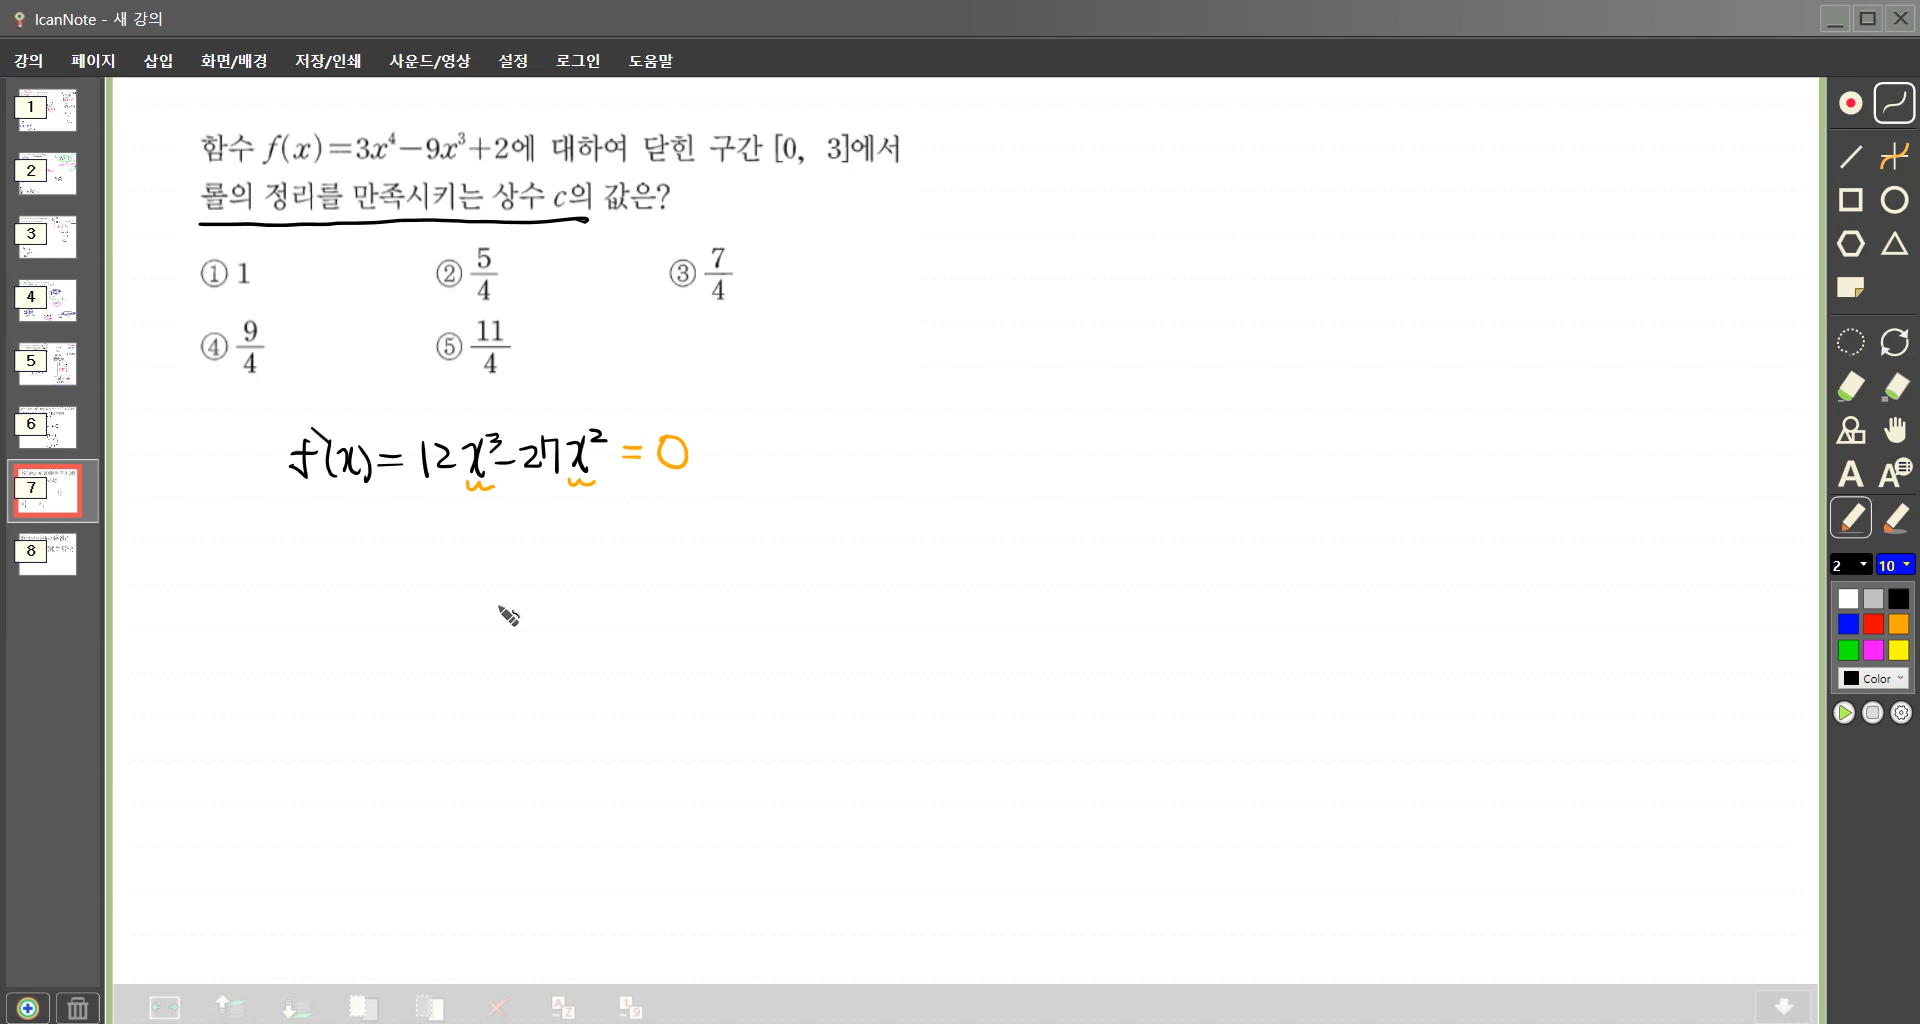 IcanNote - 새 강의
강의 페이지 삽입 화면/배경 저장/인쇄 사운드/영상 설정 로그인 도움말
1
2
3
4
5
6
7
8
함수 f(x)=3x⁴−9x³+2에 대하여 닫힌 구간 [0, 3]에서
롤의 정리를 만족시키는 상수 c의 값은?
① 1 ② 5/4 ③ 7/4
④ 9/4 ⑤ 11/4
f'(x) = 12x³-27x² = 0
2 10
Color